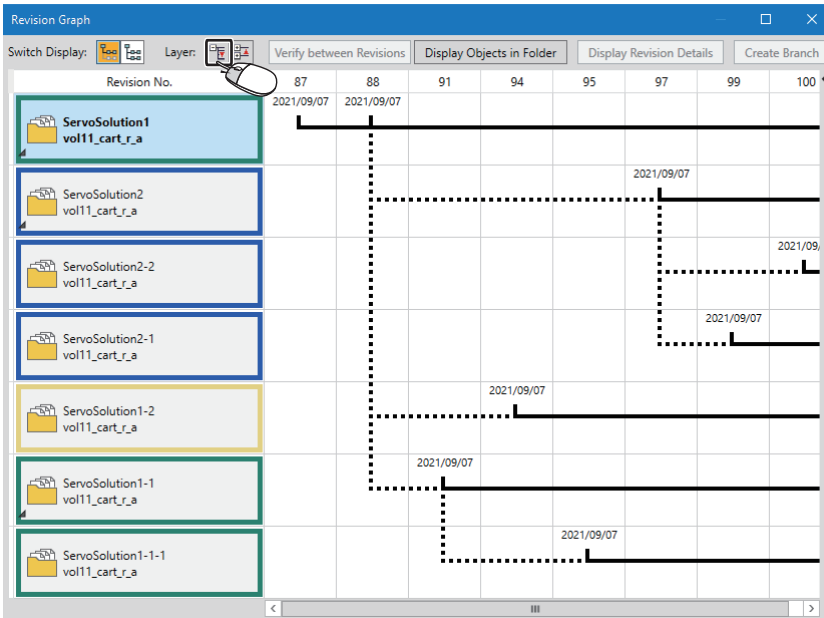 Revision Graph
Switch Display: Layer: Verify between Revisions Display Objects in Folder Display Revision Details Create Branch
Revision No. 87 88 91 94 95 97 99 100
2021/09/07 2021/09/07
ServoSolution1
vol11_cart_r_a
2021/09/07
ServoSolution2
vol11_cart_r_a
2021/09/
ServoSolution2-2
vol11_cart_r_a
2021/09/07
ServoSolution2-1
vol11_cart_r_a
2021/09/07
ServoSolution1-2
vol11_cart_r_a
2021/09/07
ServoSolution1-1
vol11_cart_r_a
2021/09/07
ServoSolution1-1-1
vol11_cart_r_a